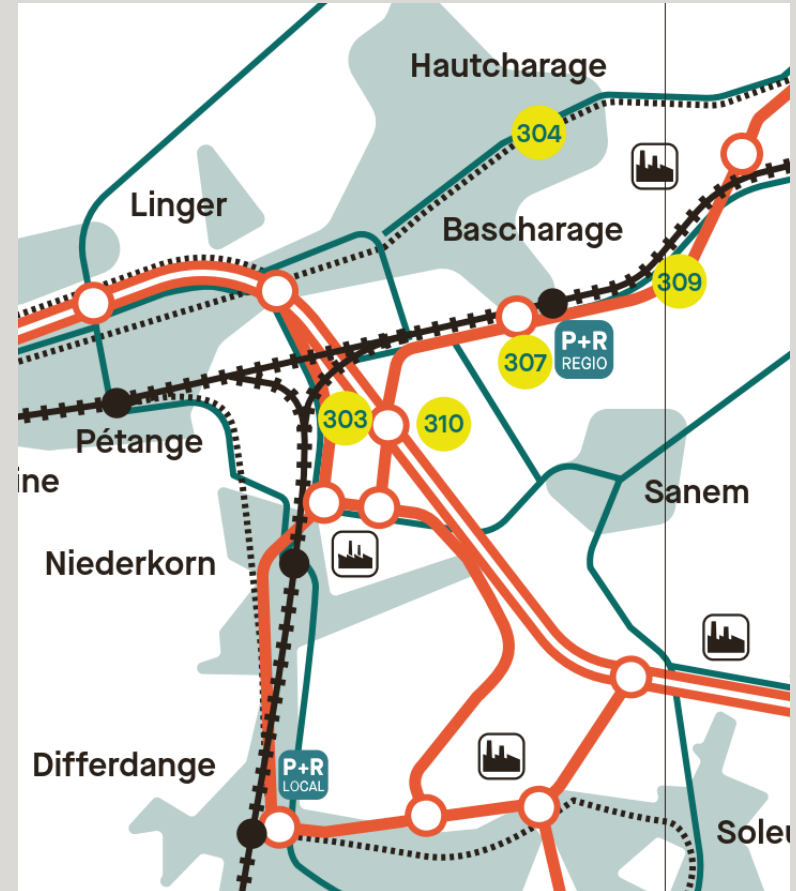 Hautcharage
304
Linger
Bascharage
309
P+R
REGIO
307
303
310
Pétange
ine
Sanem
Niederkorn
Differdange
P+R
LOCAL
Soleu